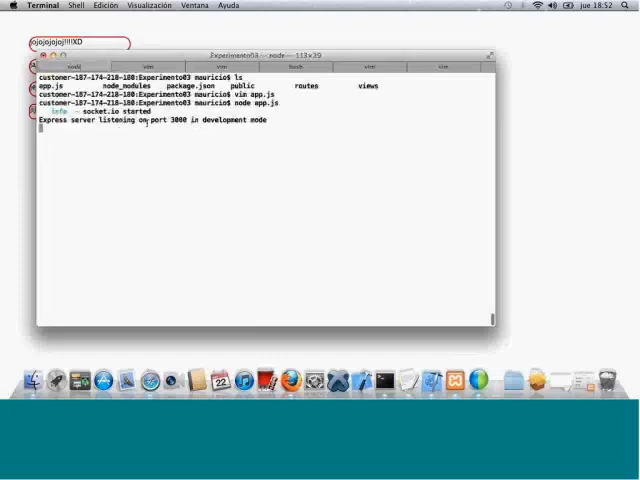 Terminal Shell Edición Visualización Ventana Ayuda
jue 18:52
jojojojojoj!!!!XD
Experimento03 — node — 113×29
node vim vim bash vim vim
customer-187-174-218-180:Experimento03 mauricio$ ls
app.js node_modules package.json public routes views
customer-187-174-218-180:Experimento03 mauricio$ vim app.js
customer-187-174-218-180:Experimento03 mauricio$ node app.js
info - socket.io started
Express server listening on port 3000 in development mode
22